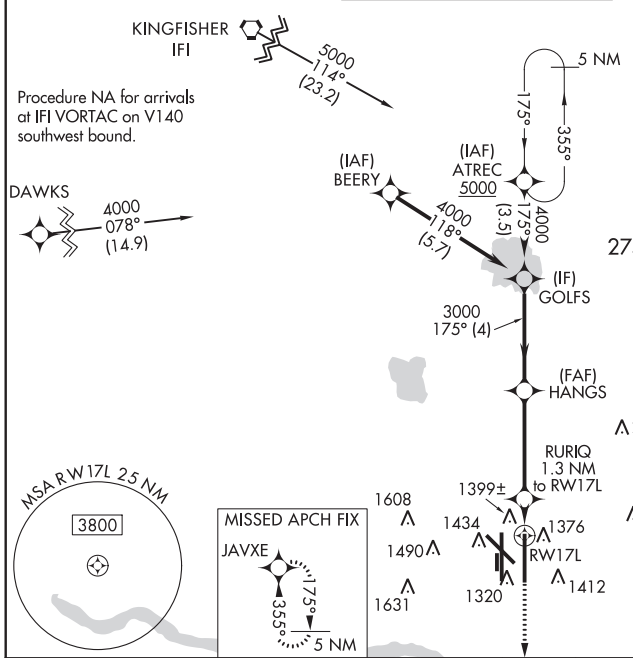 KINGFISHER
IFI
5000
114°
(23.2)
5 NM
175°
355°
Procedure NA for arrivals
at IFI VORTAC on V140
southwest bound.
(IAF)
BEERY
(IAF)
ATREC
5000
DAWKS
4000
078°
(14.9)
4000
118°
(5.7)
4000
175°
(3.5)
27
(IF)
GOLFS
3000
175° (4)
(FAF)
HANGS
RURIQ
1.3 NM
to RW17L
MSA RW17L 25 NM
3800
MISSED APCH FIX
JAVXE
355°
175°
5 NM
1608
1399±
1434
1376
1490
RW17L
1631
1320
1412